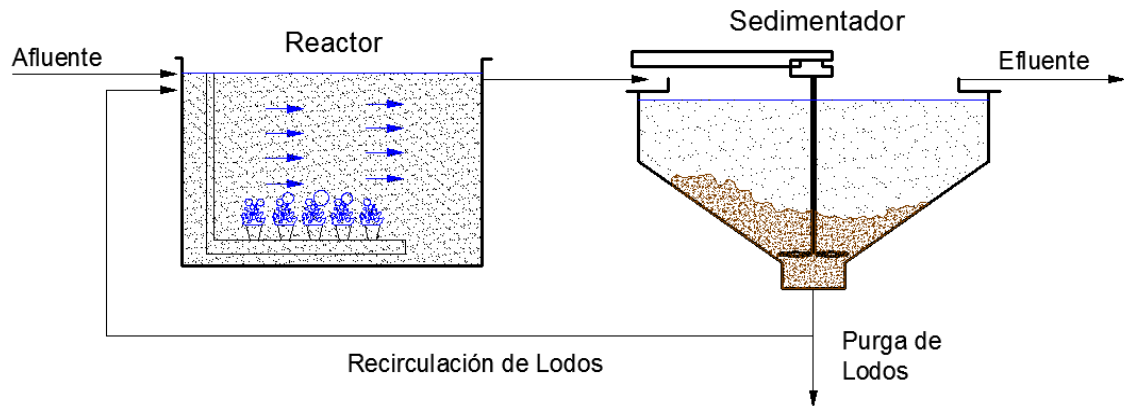 Sedimentador
Reactor
Afluente
Efluente
Recirculación de Lodos
Purga de
Lodos